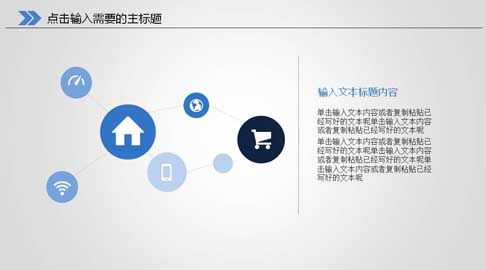 点击输入需要的主标题
输入文本标题内容
单击输入文本内容或者复制粘贴已
经写好的文本呢单击输入文本内容
或者复制粘贴已经写好的文本呢
单击输入文本内容或者复制粘贴已
经写好的文本呢单击输入文本内容
或者复制粘贴已经写好的文本呢单
击输入文本内容或者复制粘贴已经
写好的文本呢